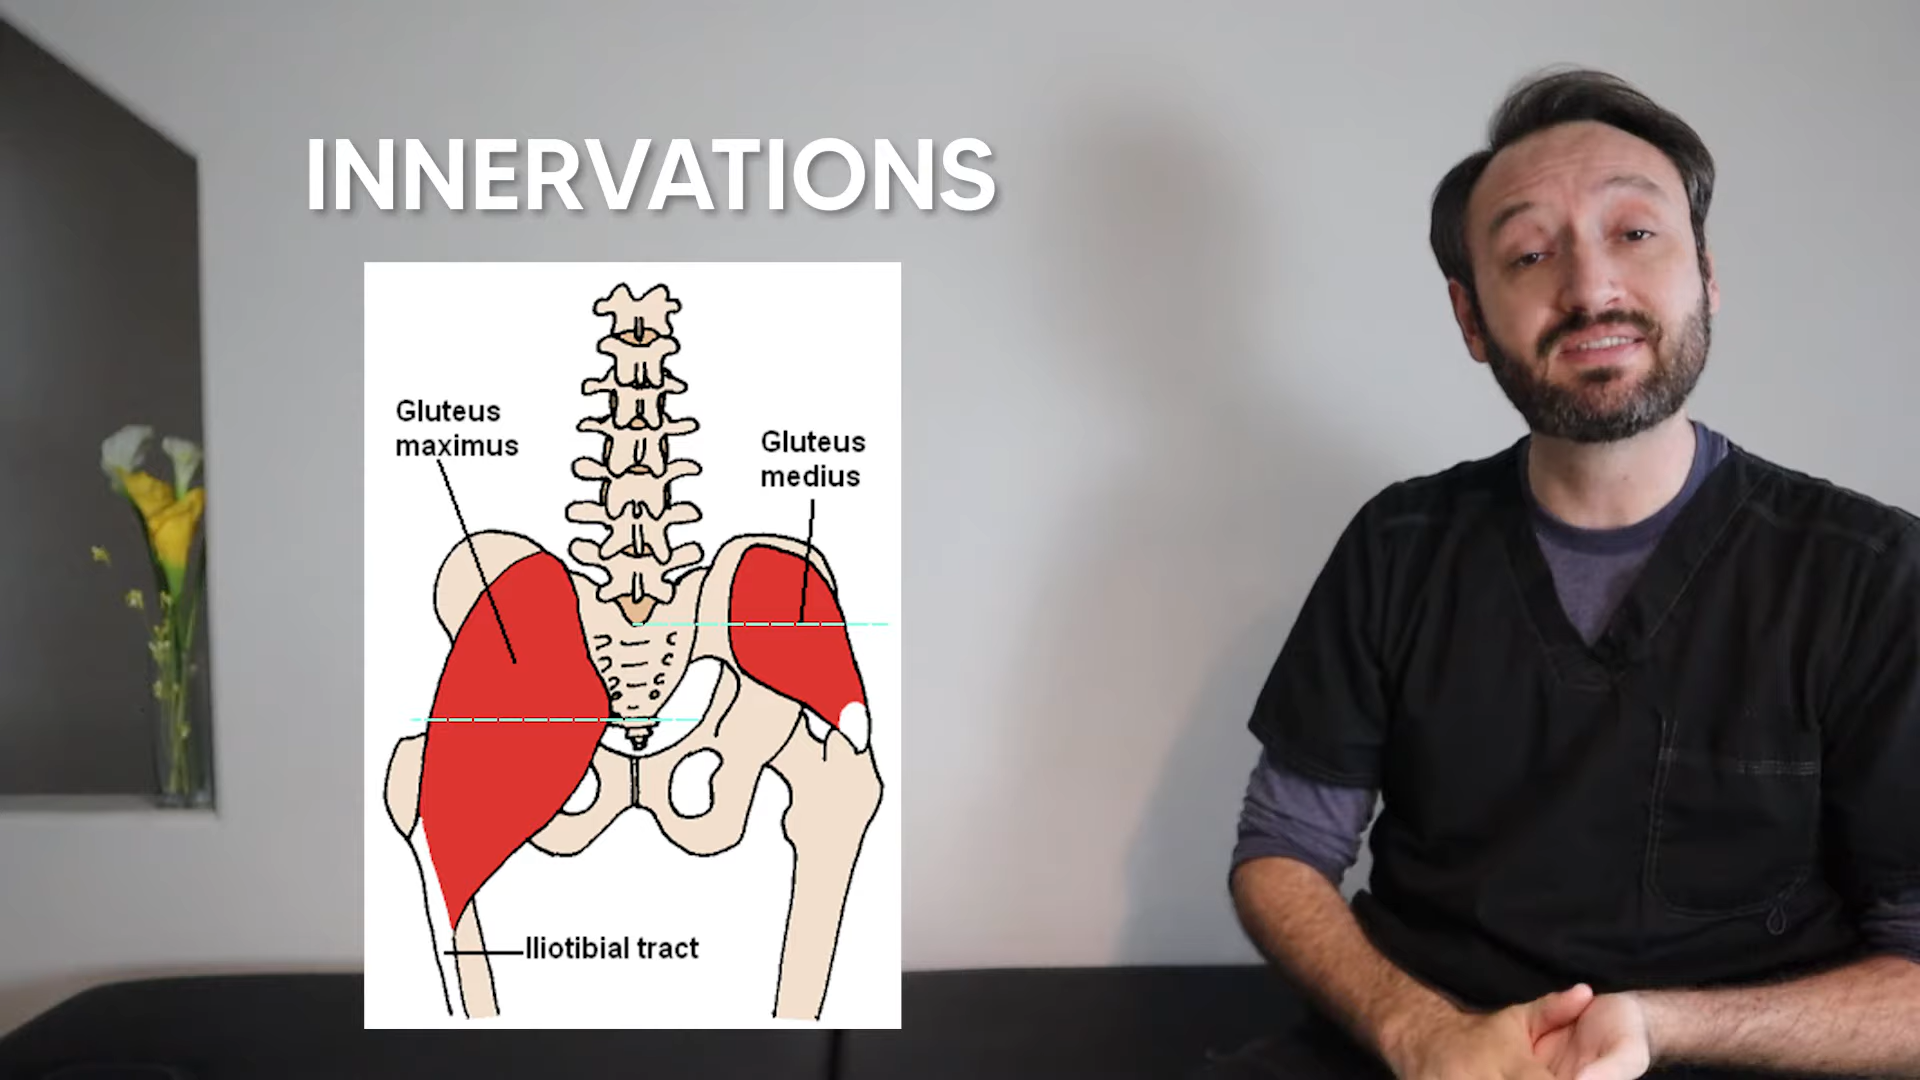 INNERVATIONS
Gluteus
maximus
Gluteus
medius
Iliotibial tract